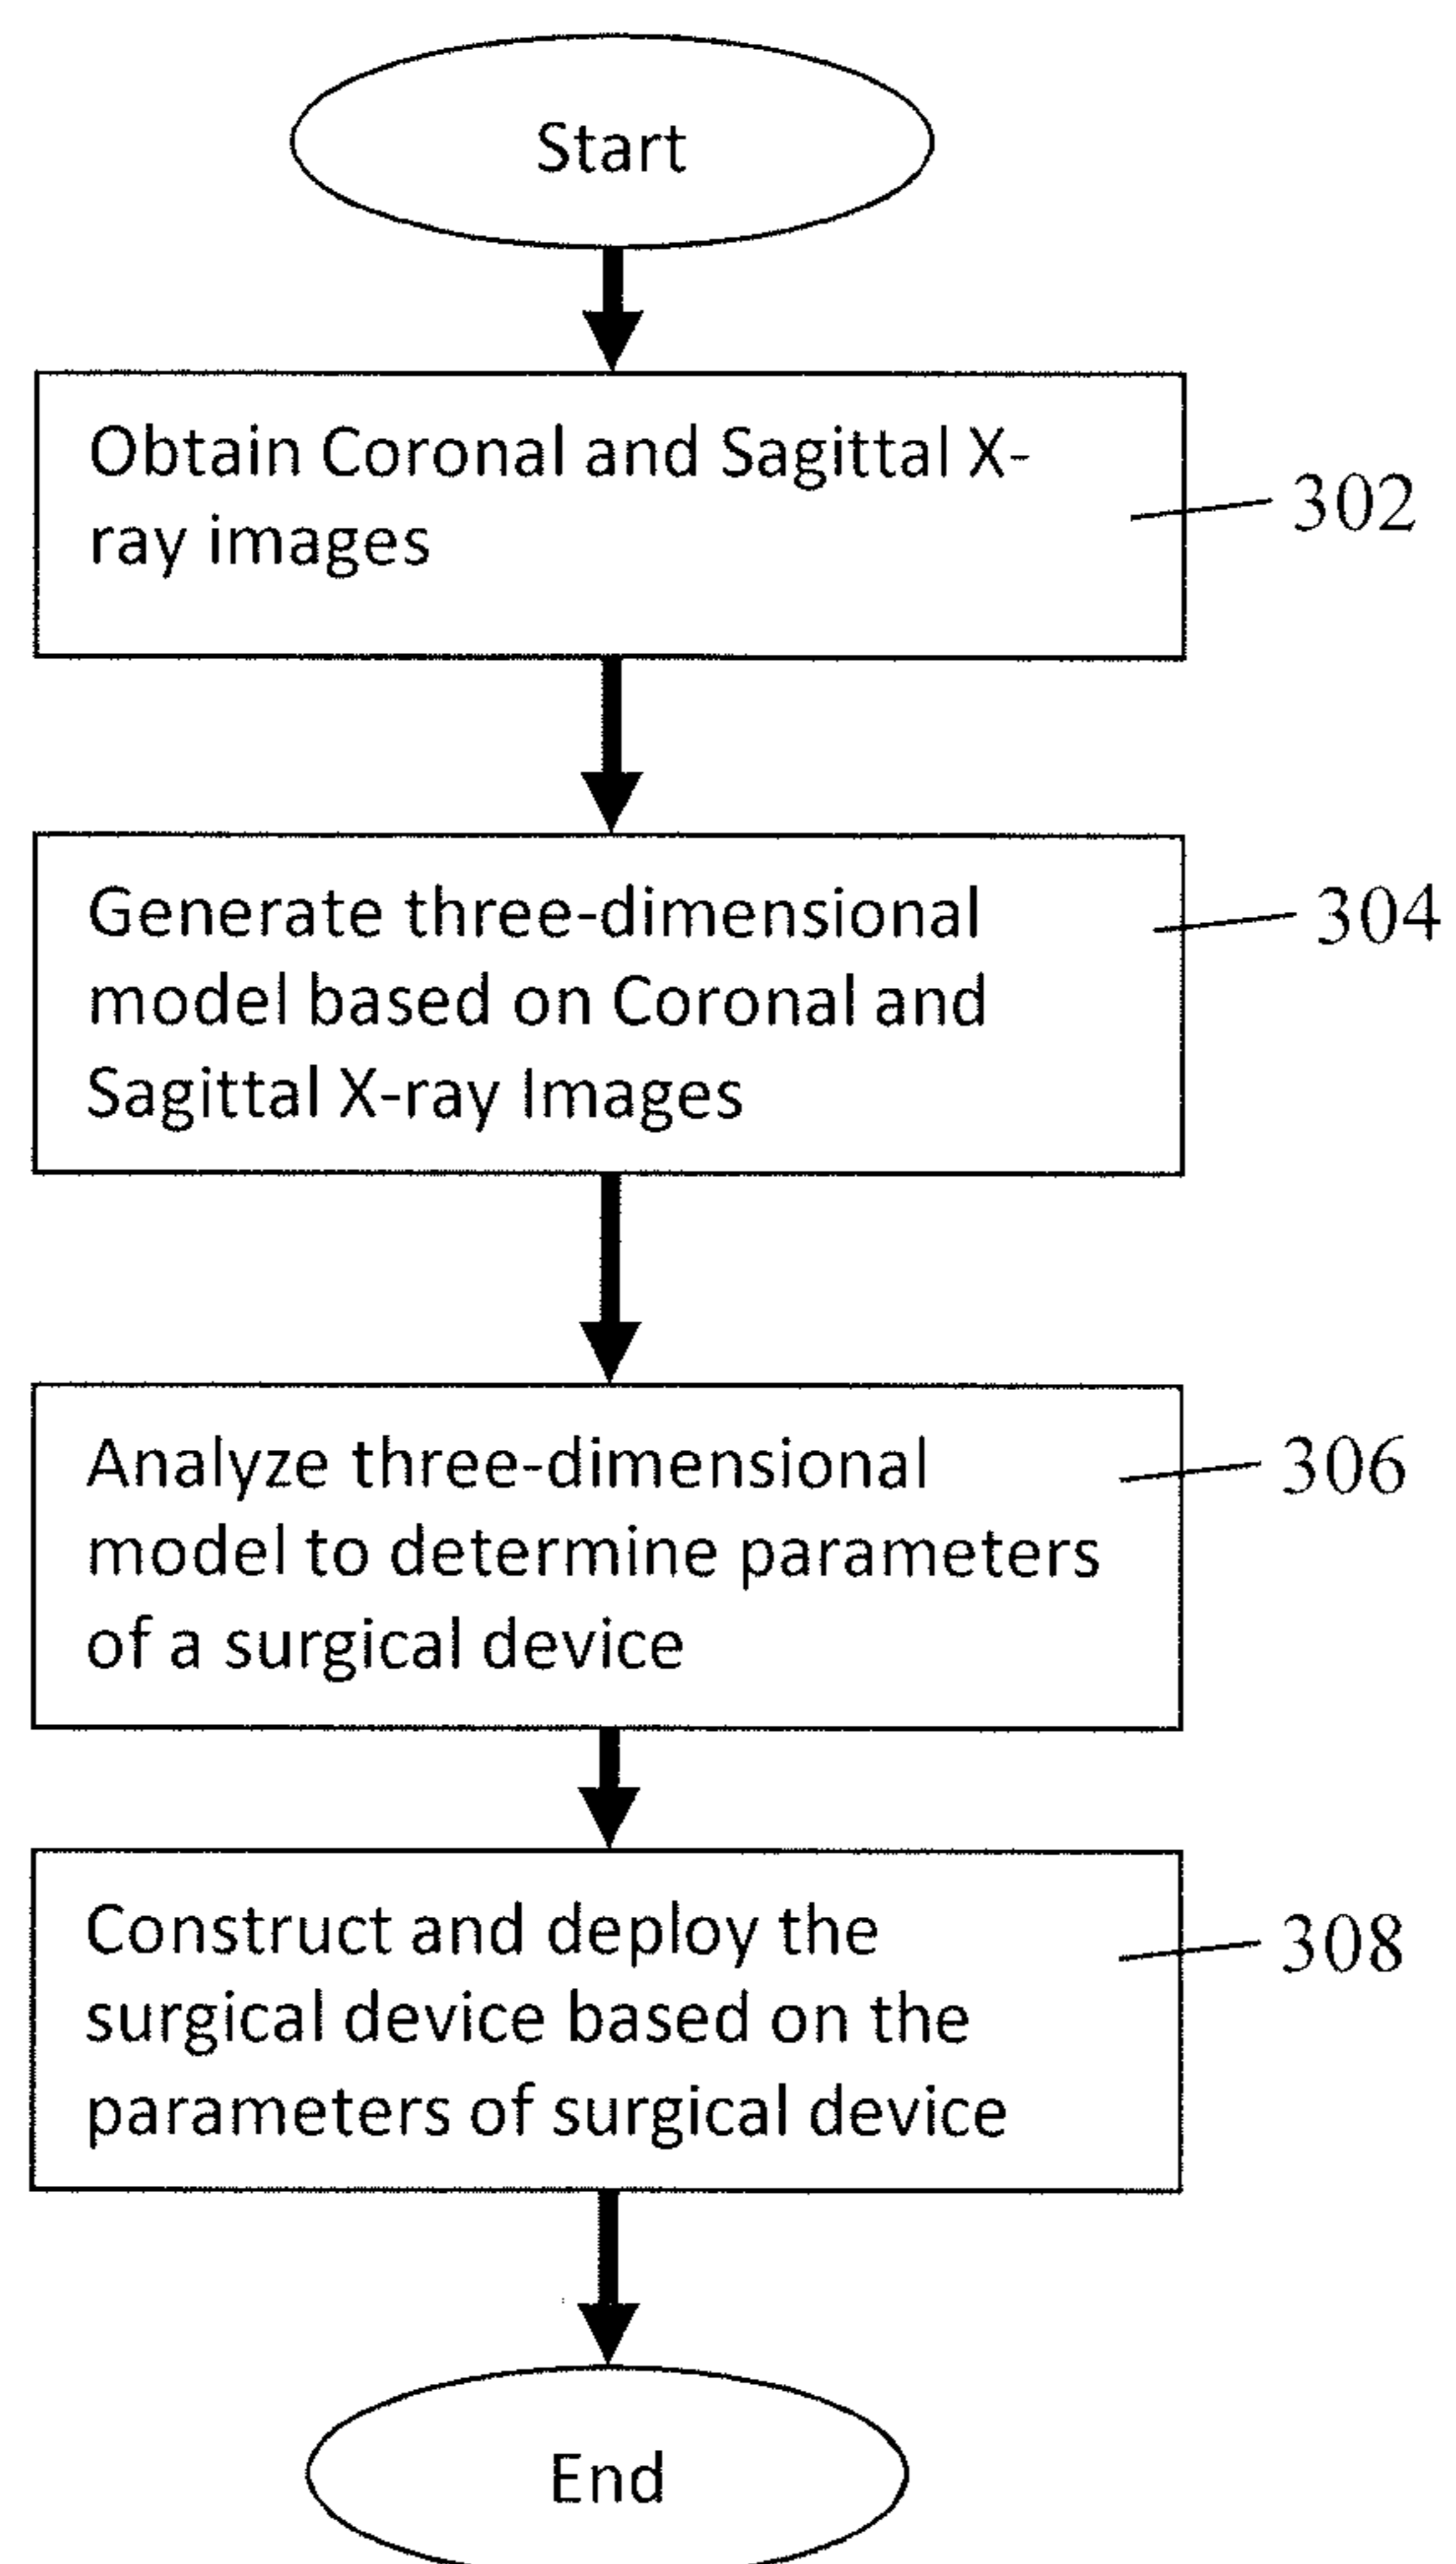 Start
Obtain Coronal and Sagittal X-
ray images
302
Generate three-dimensional
model based on Coronal and
Sagittal X-ray Images
304
Analyze three-dimensional
model to determine parameters
of a surgical device
306
Construct and deploy the
surgical device based on the
parameters of surgical device
308
End